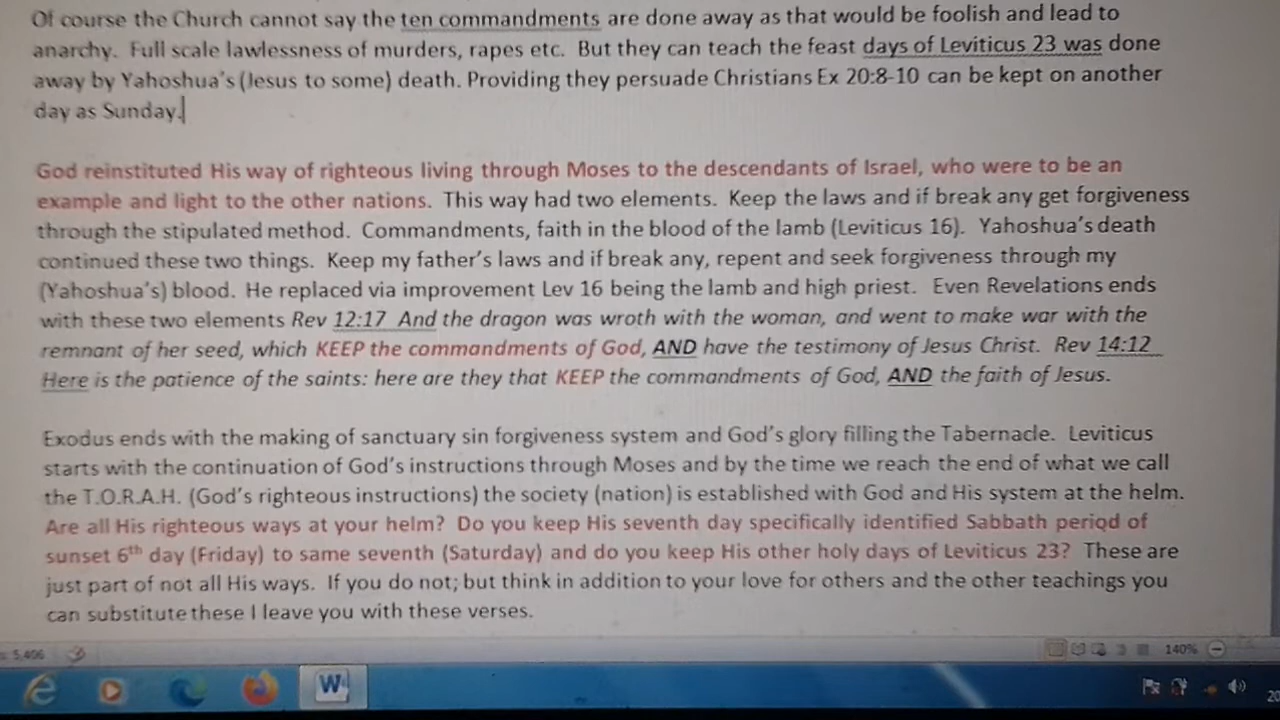 Of course the Church cannot say the ten commandments are done away as that would be foolish and lead to
anarchy. Full scale lawlessness of murders, rapes etc. But they can teach the feast days of Leviticus 23 was done
away by Yahoshua's (Jesus to some) death. Providing they persuade Christians Ex 20:8-10 can be kept on another
day as Sunday.
God reinstituted His way of righteous living through Moses to the descendants of Israel, who were to be an
example and light to the other nations. This way had two elements. Keep the laws and if break any get forgiveness
through the stipulated method. Commandments, faith in the blood of the lamb (Leviticus 16). Yahoshua's death
continued these two things. Keep my father's laws and if break any, repent and seek forgiveness through my
(Yahoshua's) blood. He replaced via improvement Lev 16 being the lamb and high priest. Even Revelations ends
with these two elements Rev 12:17 And the dragon was wroth with the woman, and went to make war with the
remnant of her seed, which KEEP the commandments of God, AND have the testimony of Jesus Christ. Rev 14:12
Here is the patience of the saints: here are they that KEEP the commandments of God, AND the faith of Jesus.
Exodus ends with the making of sanctuary sin forgiveness system and God's glory filling the Tabernacle. Leviticus
starts with the continuation of God's instructions through Moses and by the time we reach the end of what we call
the T.O.R.A.H. (God's righteous instructions) the society (nation) is established with God and His system at the helm.
Are all His righteous ways at your helm? Do you keep His seventh day specifically identified Sabbath period of
sunset 6th day (Friday) to same seventh (Saturday) and do you keep His other holy days of Leviticus 23? These are
just part of not all His ways. If you do not; but think in addition to your love for others and the other teachings you
can substitute these I leave you with these verses.
5,406 140%
W
20